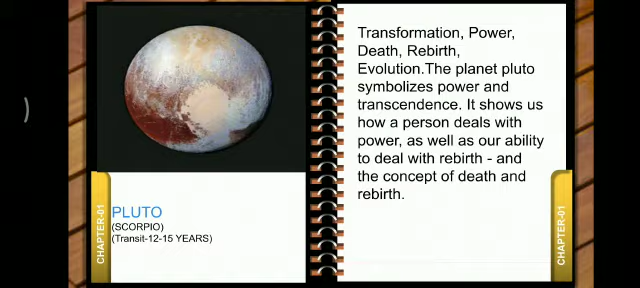 PLUTO
(SCORPIO)
(Transit-12-15 YEARS)
CHAPTER-01
Transformation, Power,
Death, Rebirth,
Evolution.The planet pluto
symbolizes power and
transcendence. It shows us
how a person deals with
power, as well as our ability
to deal with rebirth - and
the concept of death and
rebirth.
CHAPTER-01